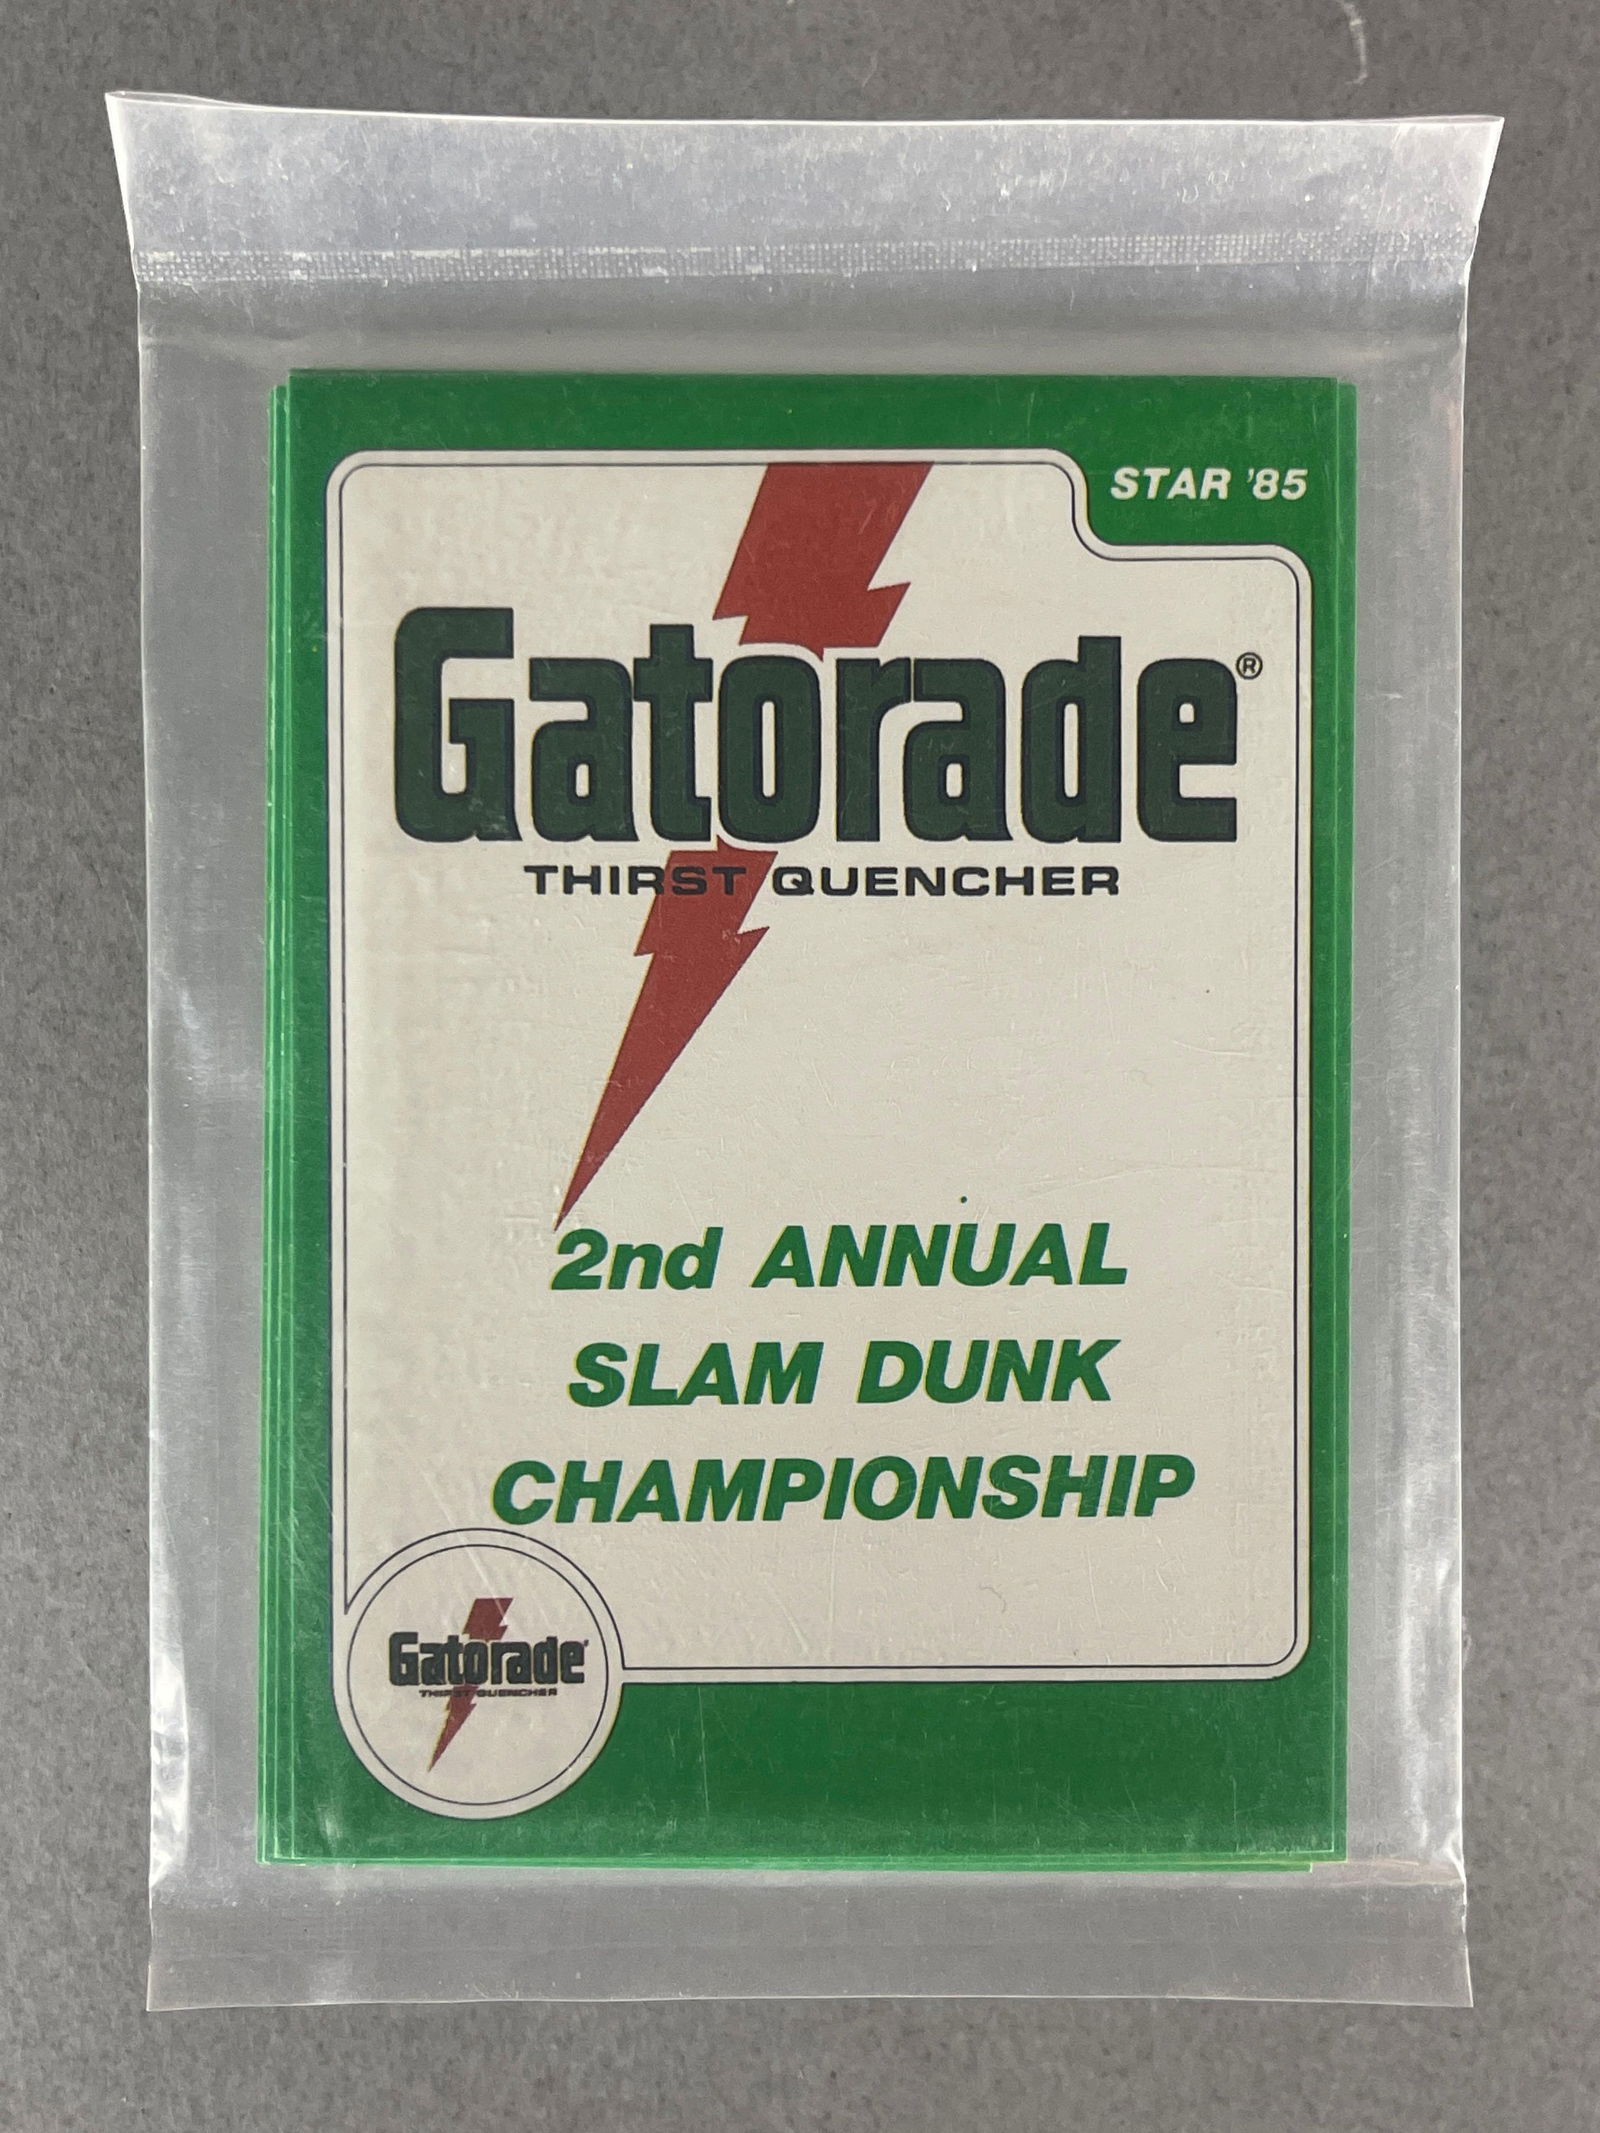 STAR '85
Gatorade®
THIRST QUENCHER
2nd ANNUAL
SLAM DUNK
CHAMPIONSHIP
Gatorade
THIRST QUENCHER